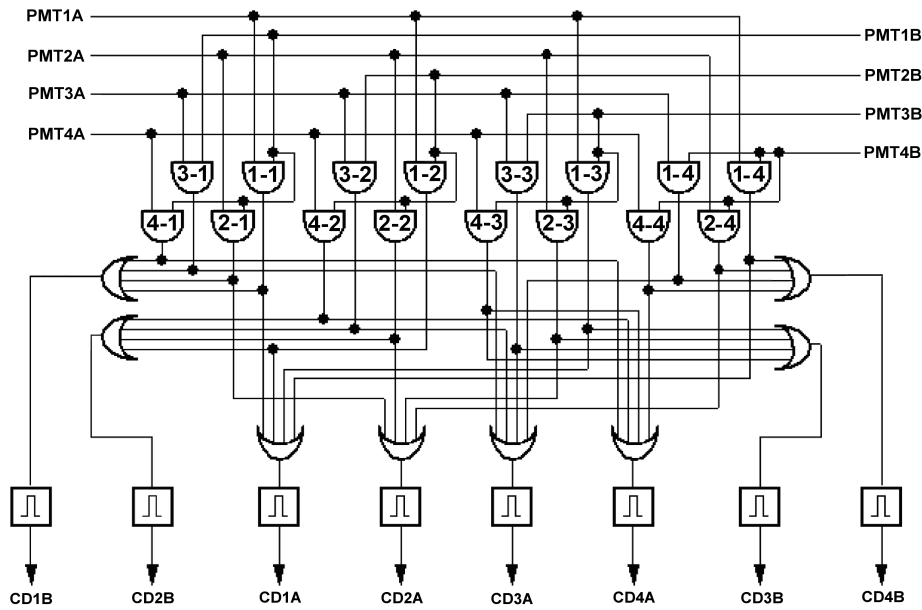 PMT1A
PMT1B
PMT2A
PMT2B
PMT3A
PMT3B
PMT4A
PMT4B
3-1 1-1 3-2 1-2 3-3 1-3 1-4 1-4
4-1 2-1 4-2 2-2 4-3 2-3 4-4 2-4
CD1B CD2B CD1A CD2A CD3A CD4A CD3B CD4B